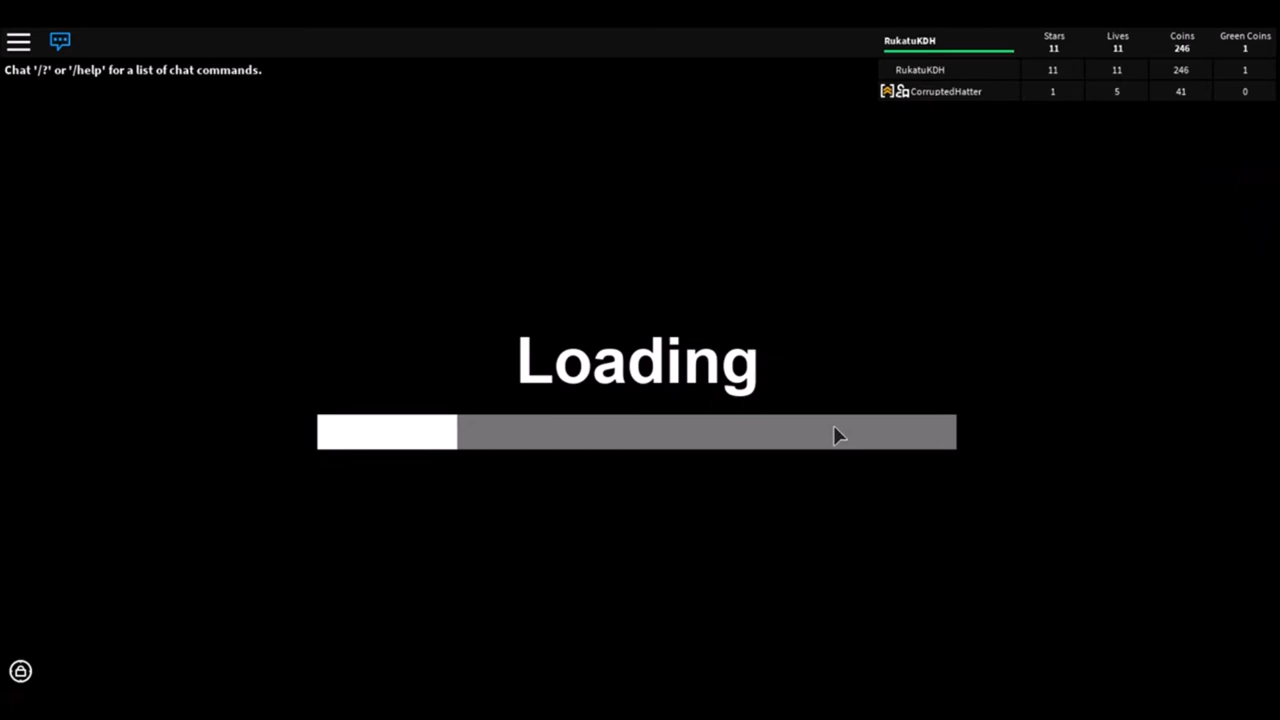 RukatuKDH Stars Lives Coins Green Coins
11 11 246 1
Chat '/?' or '/help' for a list of chat commands.
RukatuKDH 11 11 246 1
CorruptedHatter 1 5 41 0
Loading